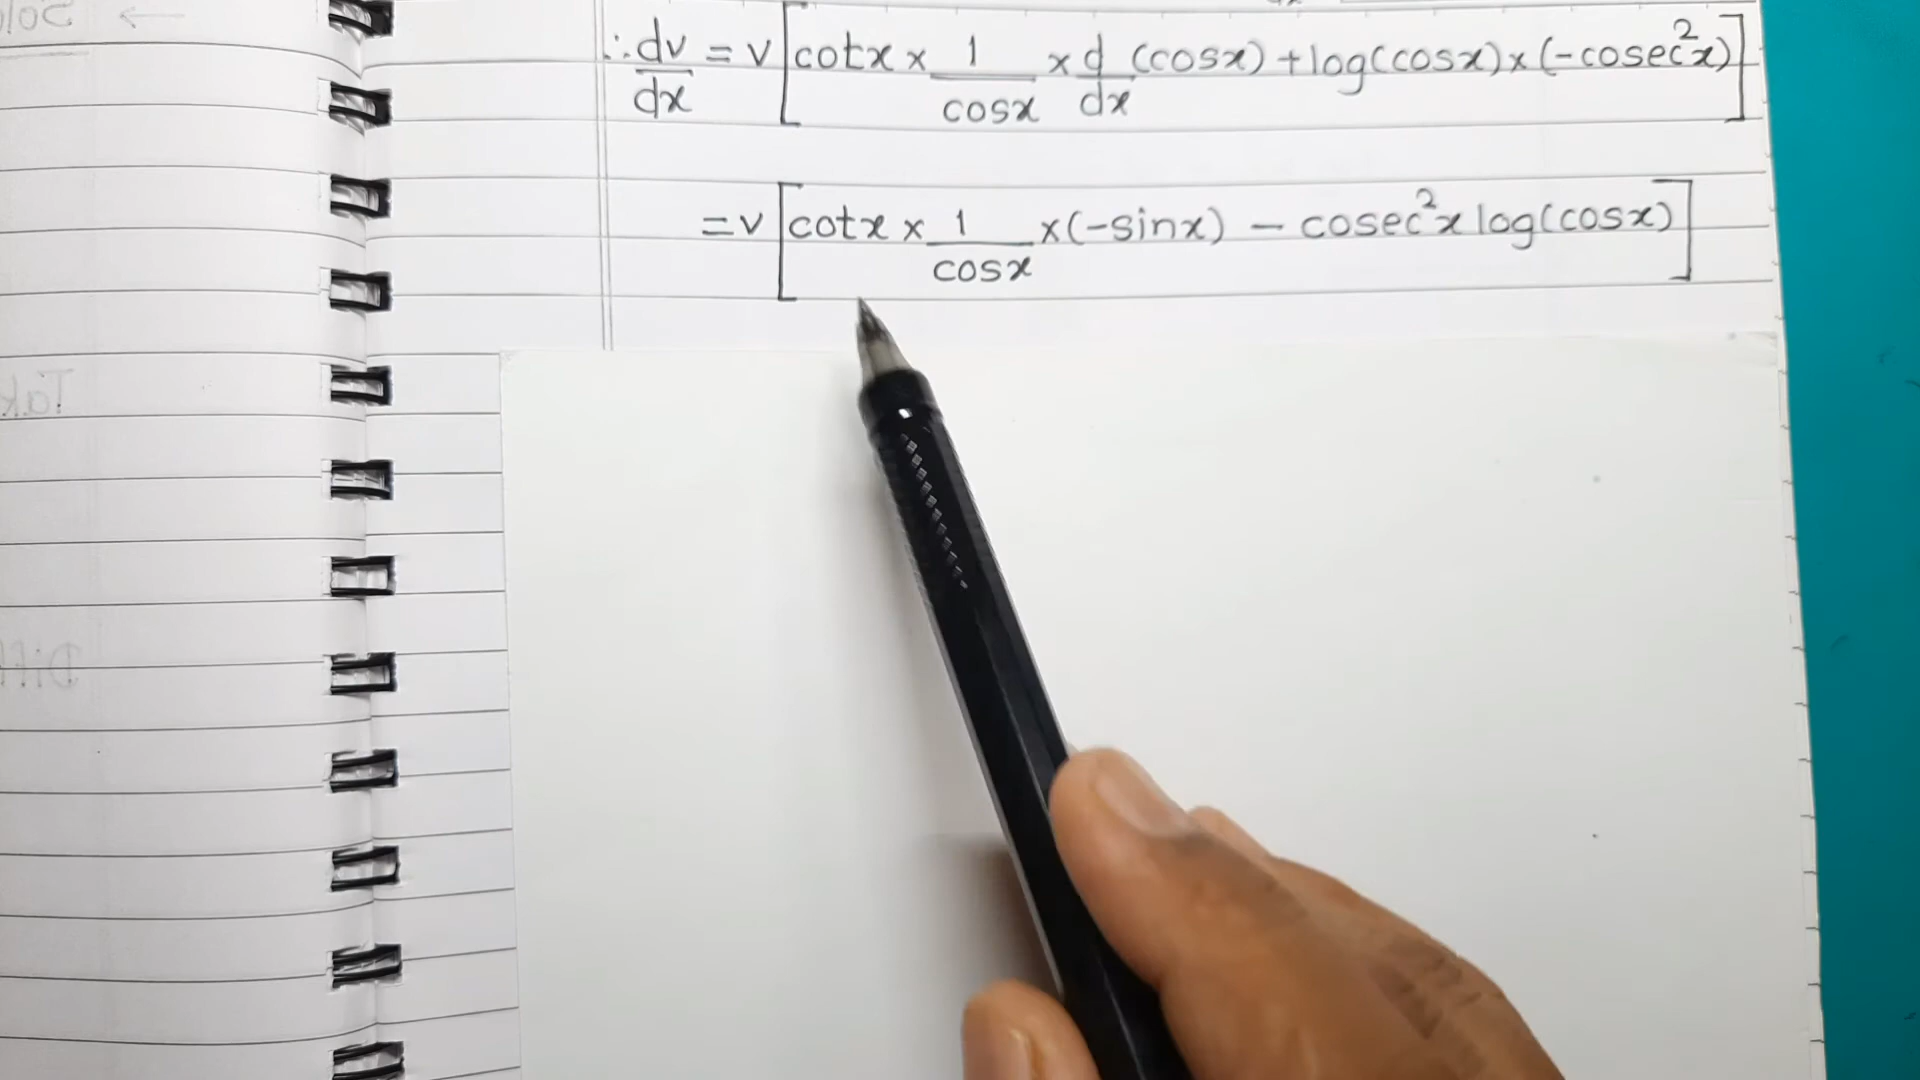 ∴ dv/dx = v [cotx × 1/cosx × d/dx (cosx) + log(cosx) × (-cosec²x)]
= v [cotx × 1/cosx × (-sinx) - cosec²x log(cosx)]